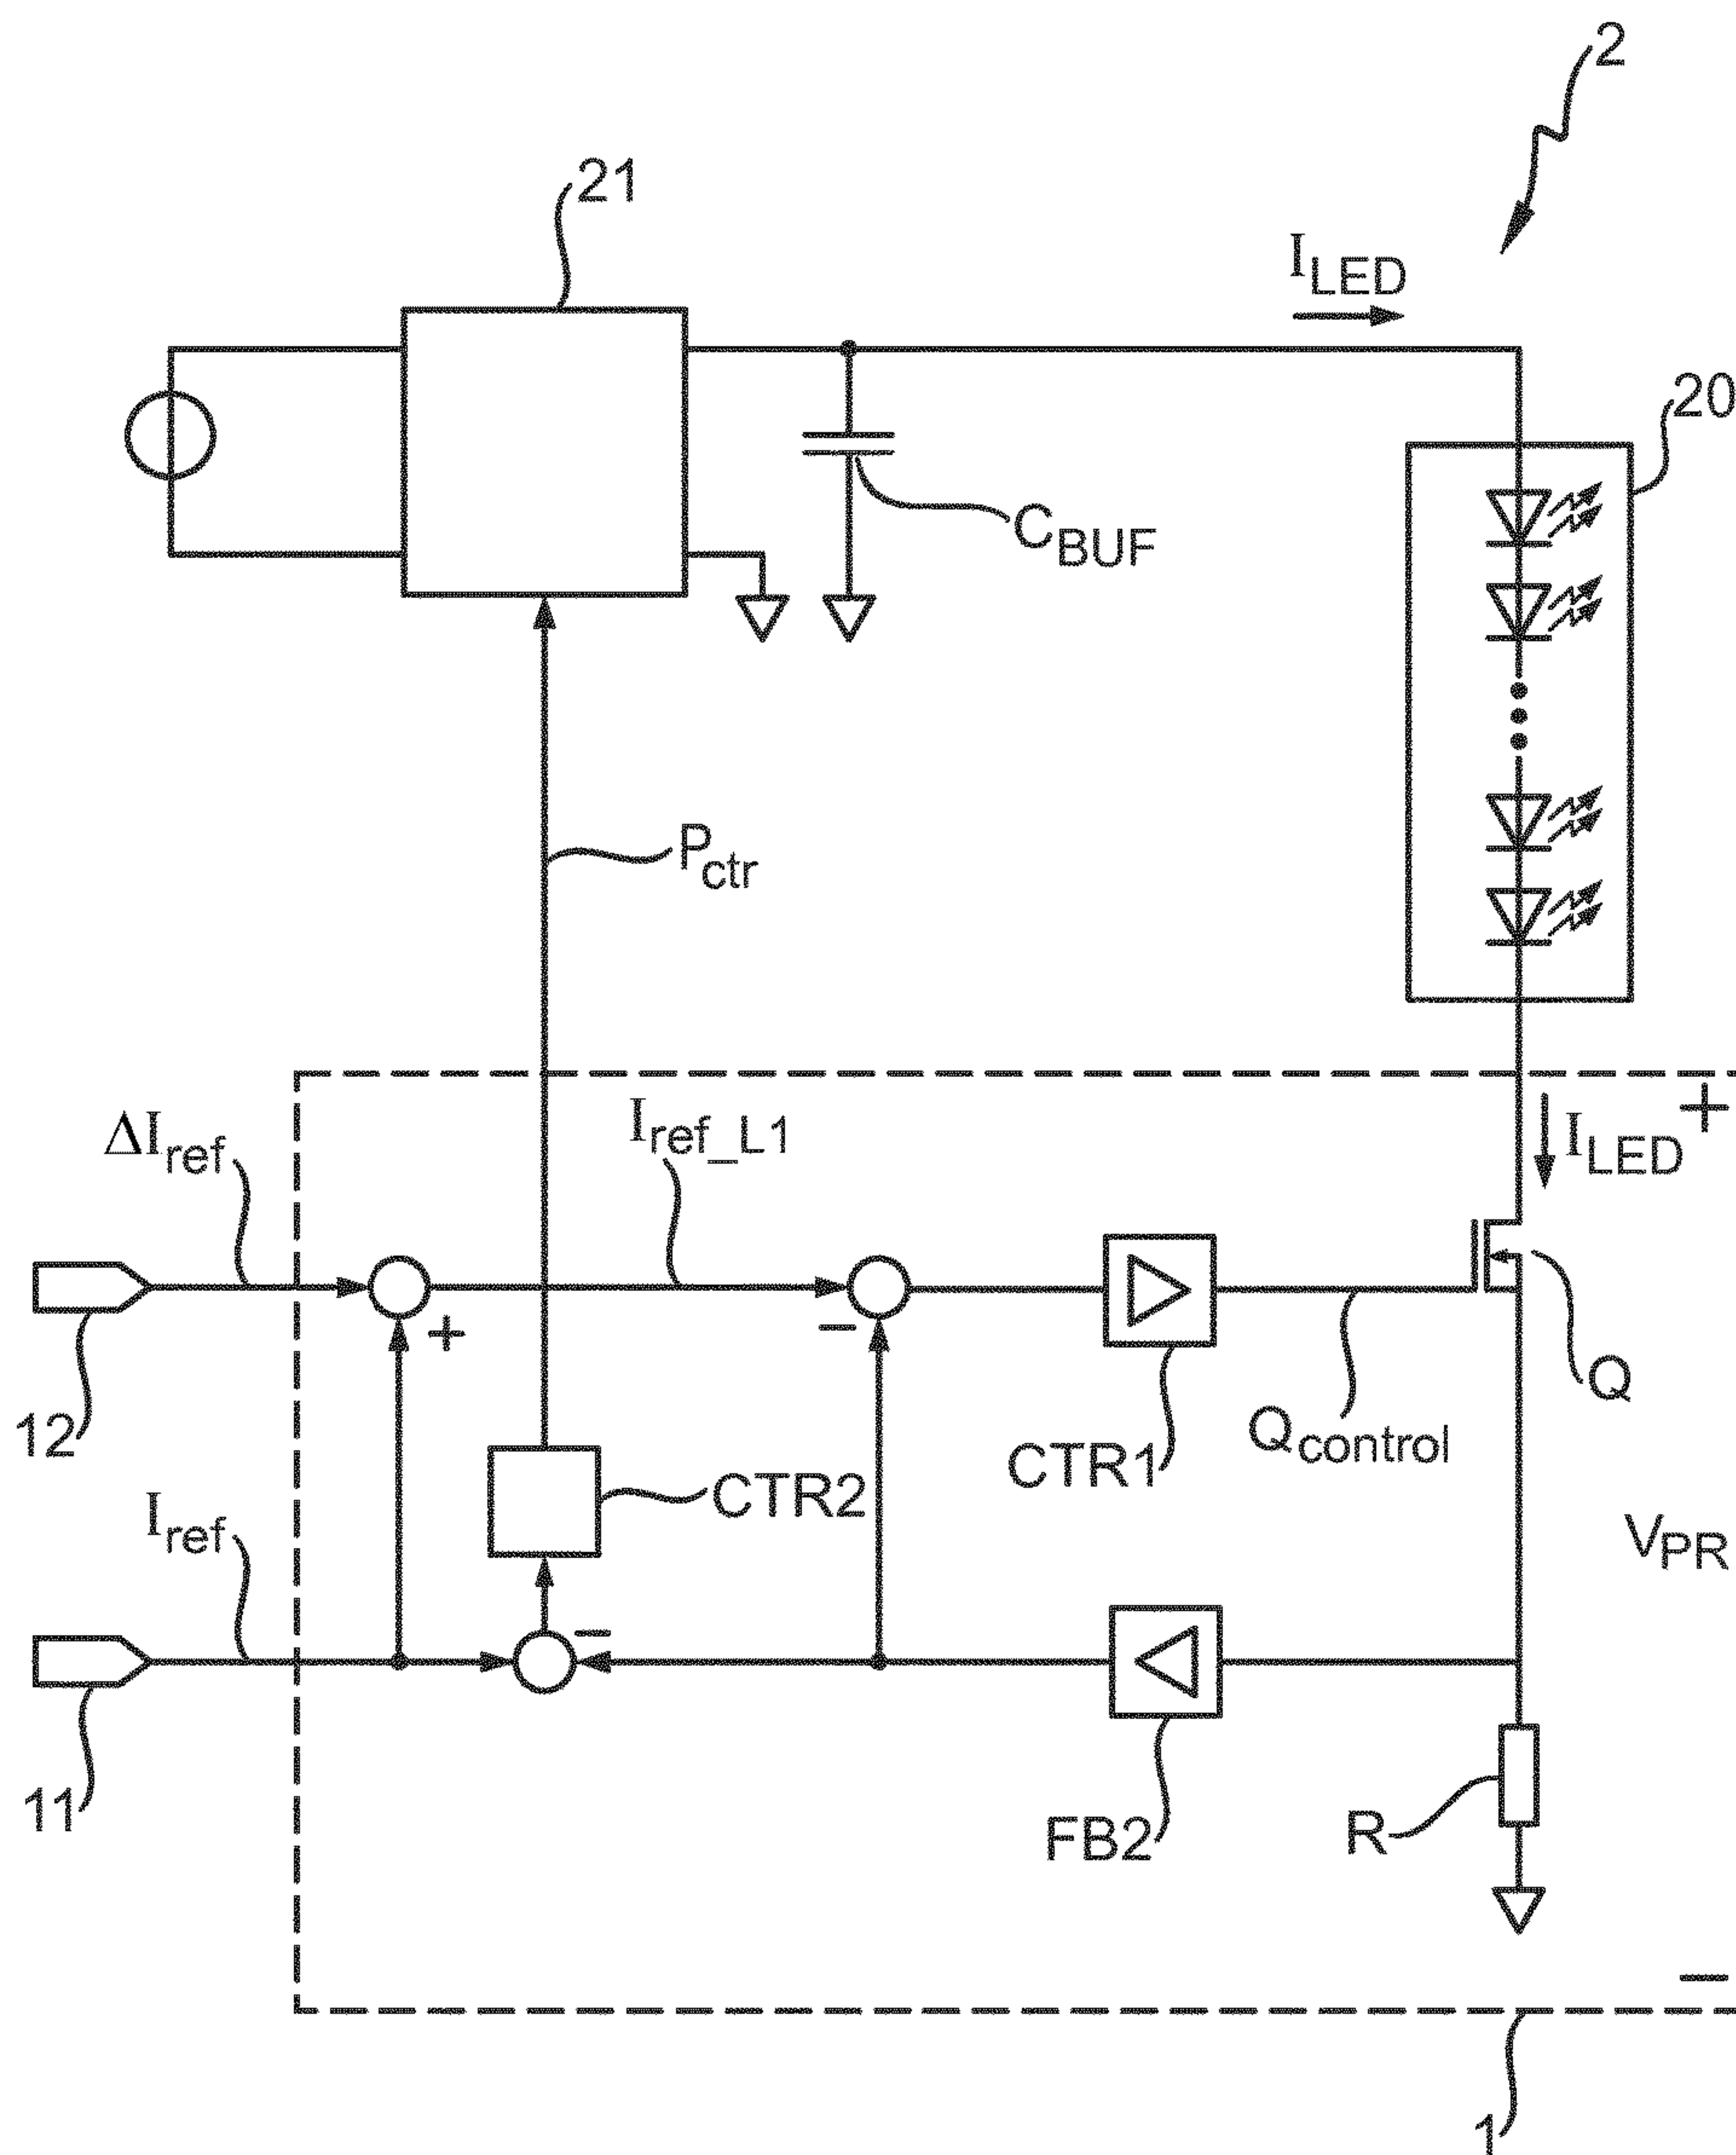 2
21
I_LED
20
C_BUF
P_ctr
ΔI_ref
I_ref_L1
I_LED
+
+
−
12
Q
Q_control
CTR1
CTR2
I_ref
V_PR
−
11
FB2
R
−
1